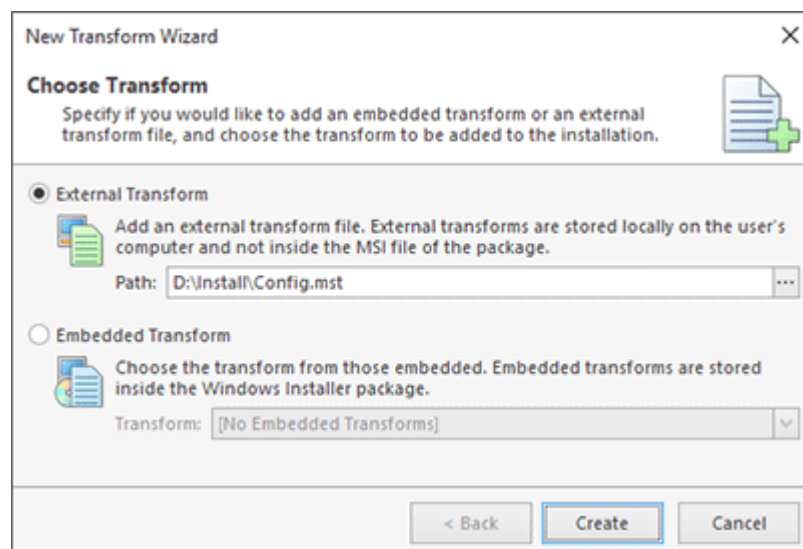 New Transform Wizard
Choose Transform
Specify if you would like to add an embedded transform or an external
transform file, and choose the transform to be added to the installation.
External Transform
Add an external transform file. External transforms are stored locally on the user's
computer and not inside the MSI file of the package.
Path: D:\Install\Config.mst ...
Embedded Transform
Choose the transform from those embedded. Embedded transforms are stored
inside the Windows Installer package.
Transform: [No Embedded Transforms]
< Back Create Cancel